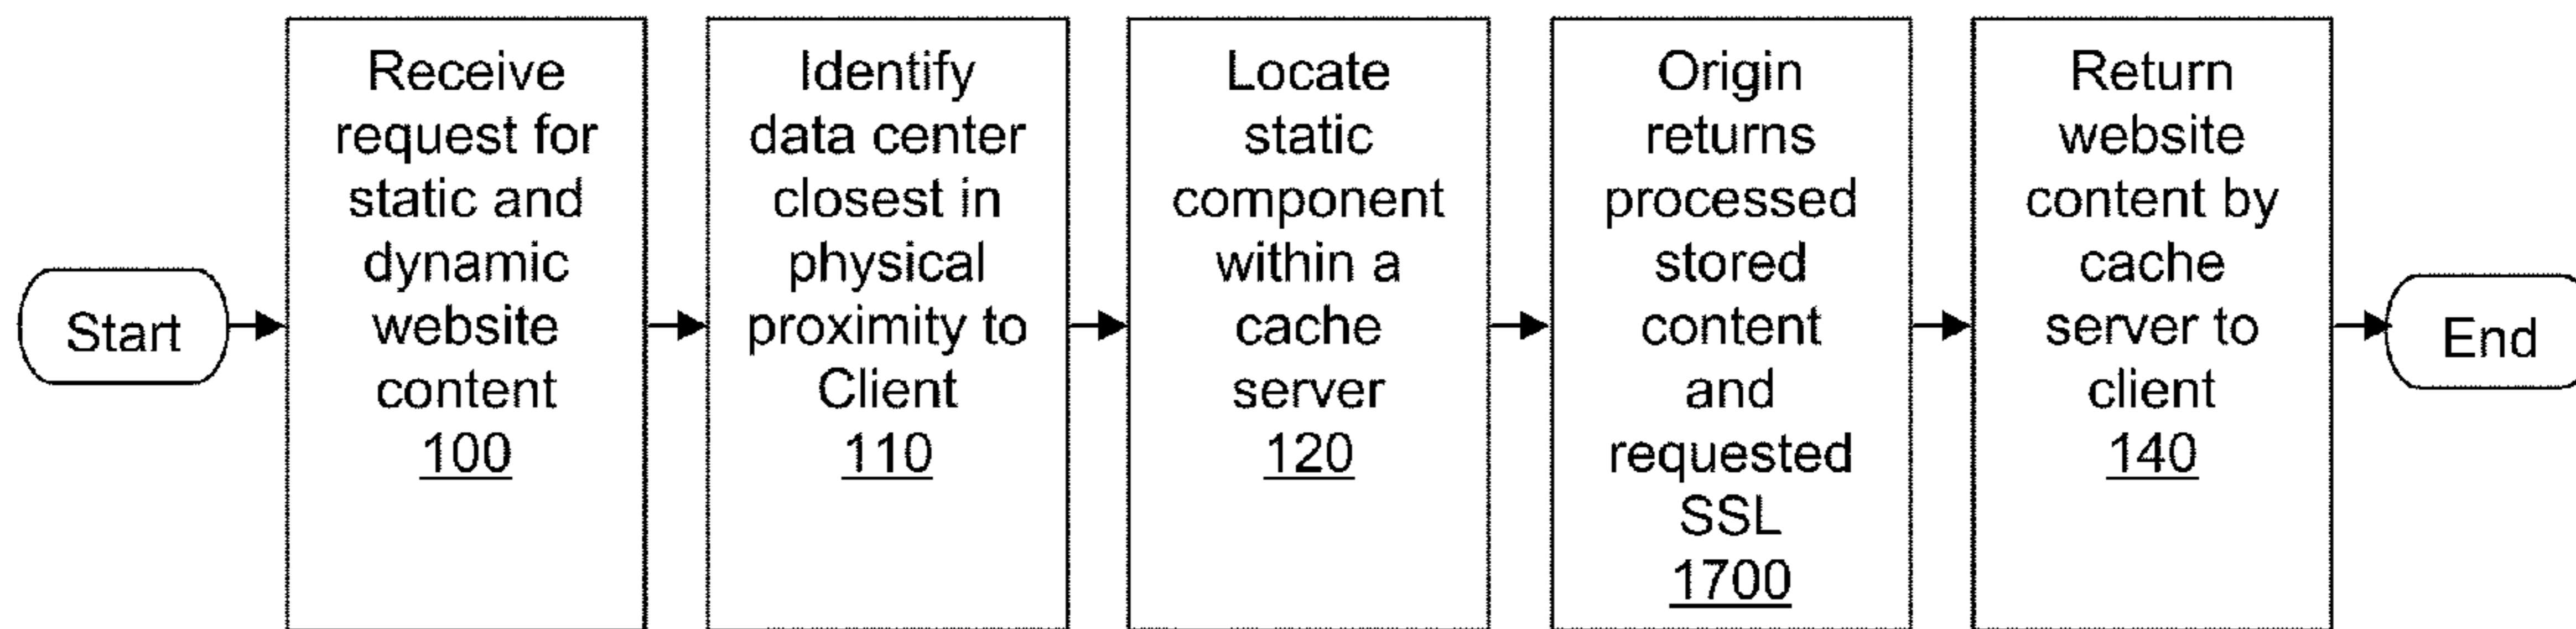 Start
Receive
request for
static and
dynamic
website
content
100
Identify
data center
closest in
physical
proximity to
Client
110
Locate
static
component
within a
cache
server
120
Origin
returns
processed
stored
content
and
requested
SSL
1700
Return
website
content by
cache
server to
client
140
End